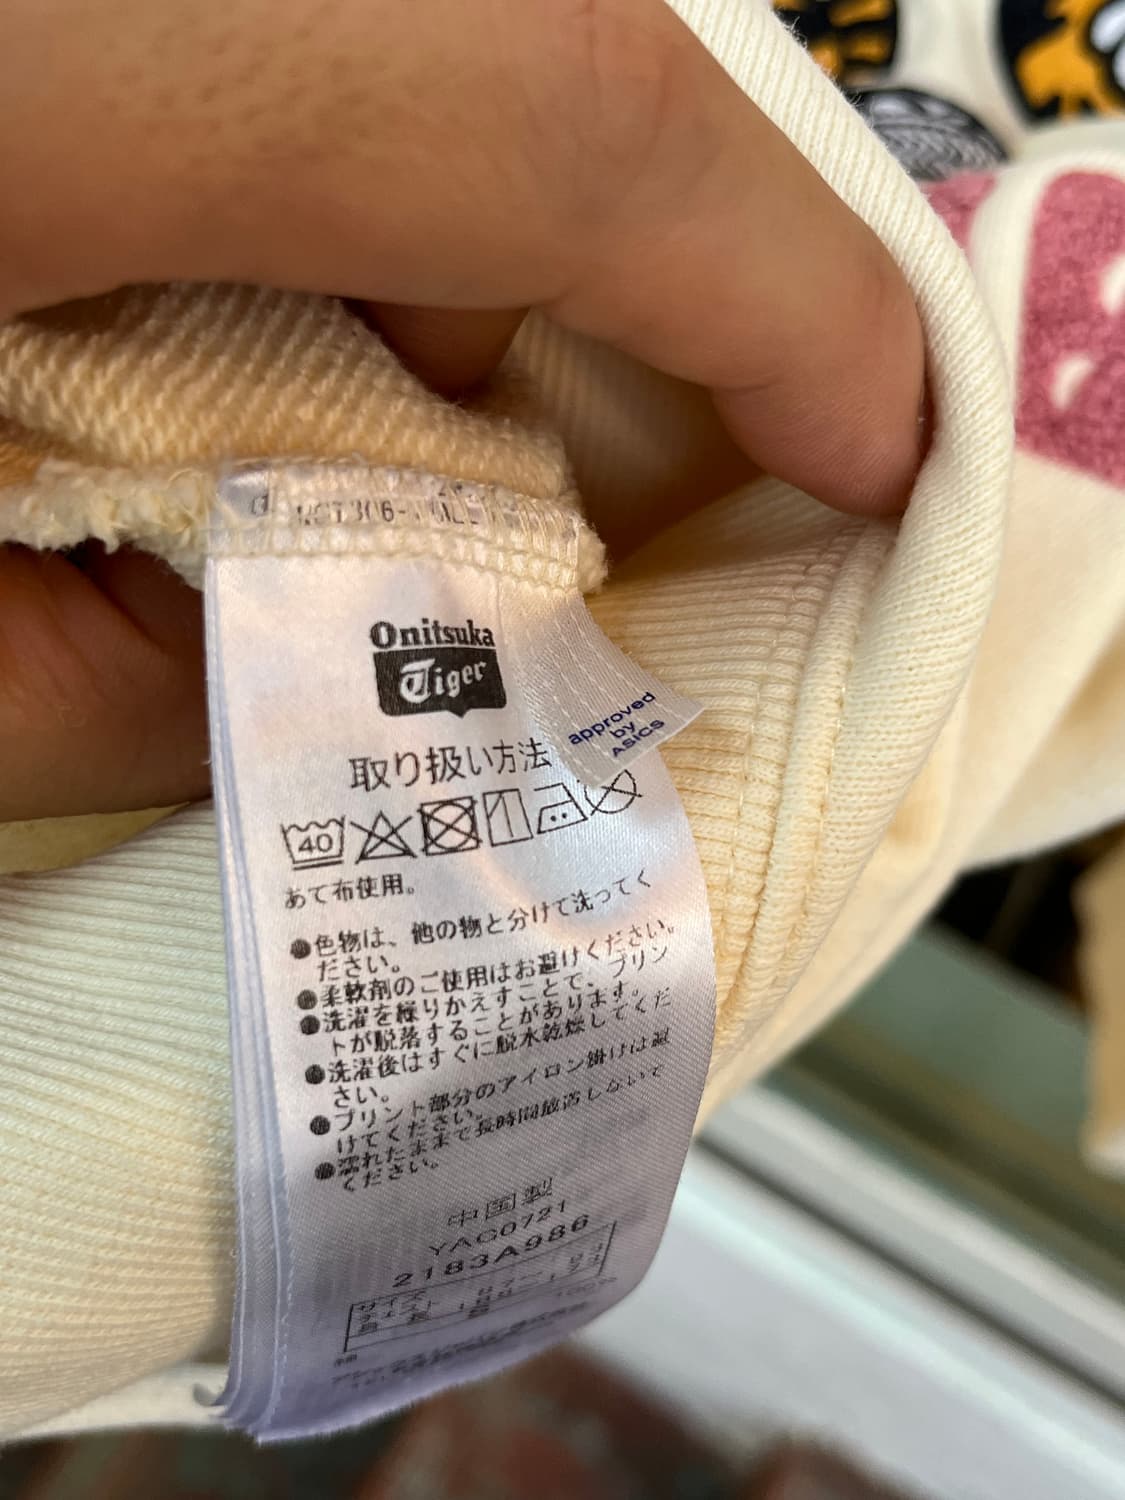 Onitsuka
Tiger
approved
by
ASICS
取り扱い方法
40
あて布使用。
●色物は、他の物と分けて洗ってく
ださい。
●柔軟剤のご使用はお避けください。
●洗濯を繰りかえすことで、プリン
トが脱落することがあります。
●洗濯後はすぐに脱水乾燥してくだ
さい。
●プリント部分のアイロン掛けは避
けてください。
●濡れたままで長時間放置しないで
ください。
中国製
YAC0721
2183A986
サイズ